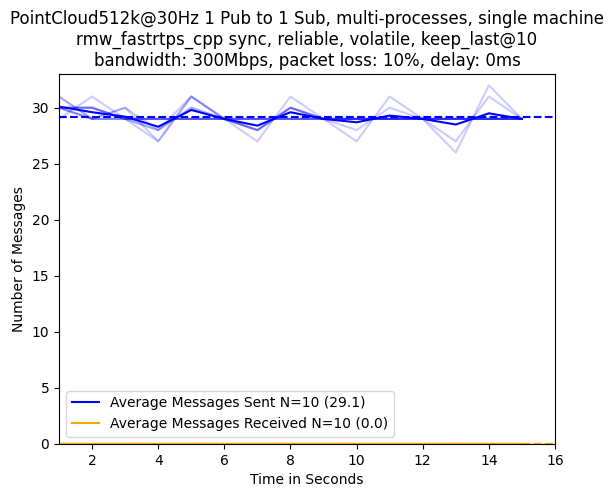 PointCloud512k@30Hz 1 Pub to 1 Sub, multi-processes, single machine
rmw_fastrtps_cpp sync, reliable, volatile, keep_last@10
bandwidth: 300Mbps, packet loss: 10%, delay: 0ms
30
25
20
15
10
5
0
Number of Messages
Average Messages Sent N=10 (29.1)
Average Messages Received N=10 (0.0)
2 4 6 8 10 12 14 16
Time in Seconds